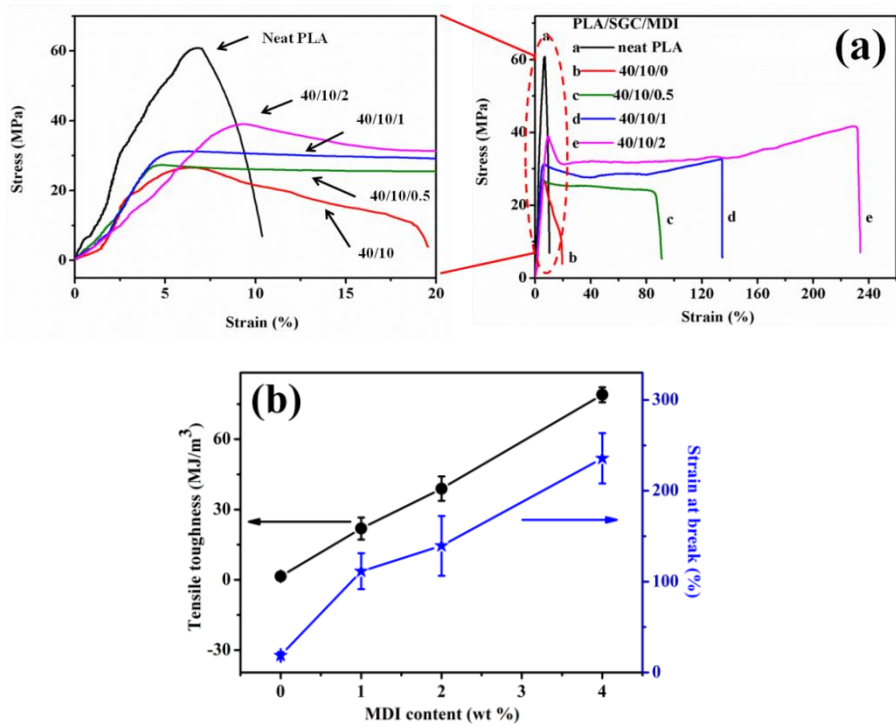 Neat PLA
40/10/2
40/10/1
40/10/0.5
40/10
60
40
20
0
Stress (MPa)
0 5 10 15 20
Strain (%)
PLA/SGC/MDI
(a)
a
a neat PLA
b 40/10/0
c 40/10/0.5
d 40/10/1
e 40/10/2
60
40
20
0
Stress (MPa)
b
c
d
e
0 40 80 120 160 200 240
Strain (%)
(b)
60
30
0
-30
Tensile toughness (MJ/m³)
300
200
100
0
Strain at break (%)
0 1 2 3 4
MDI content (wt %)